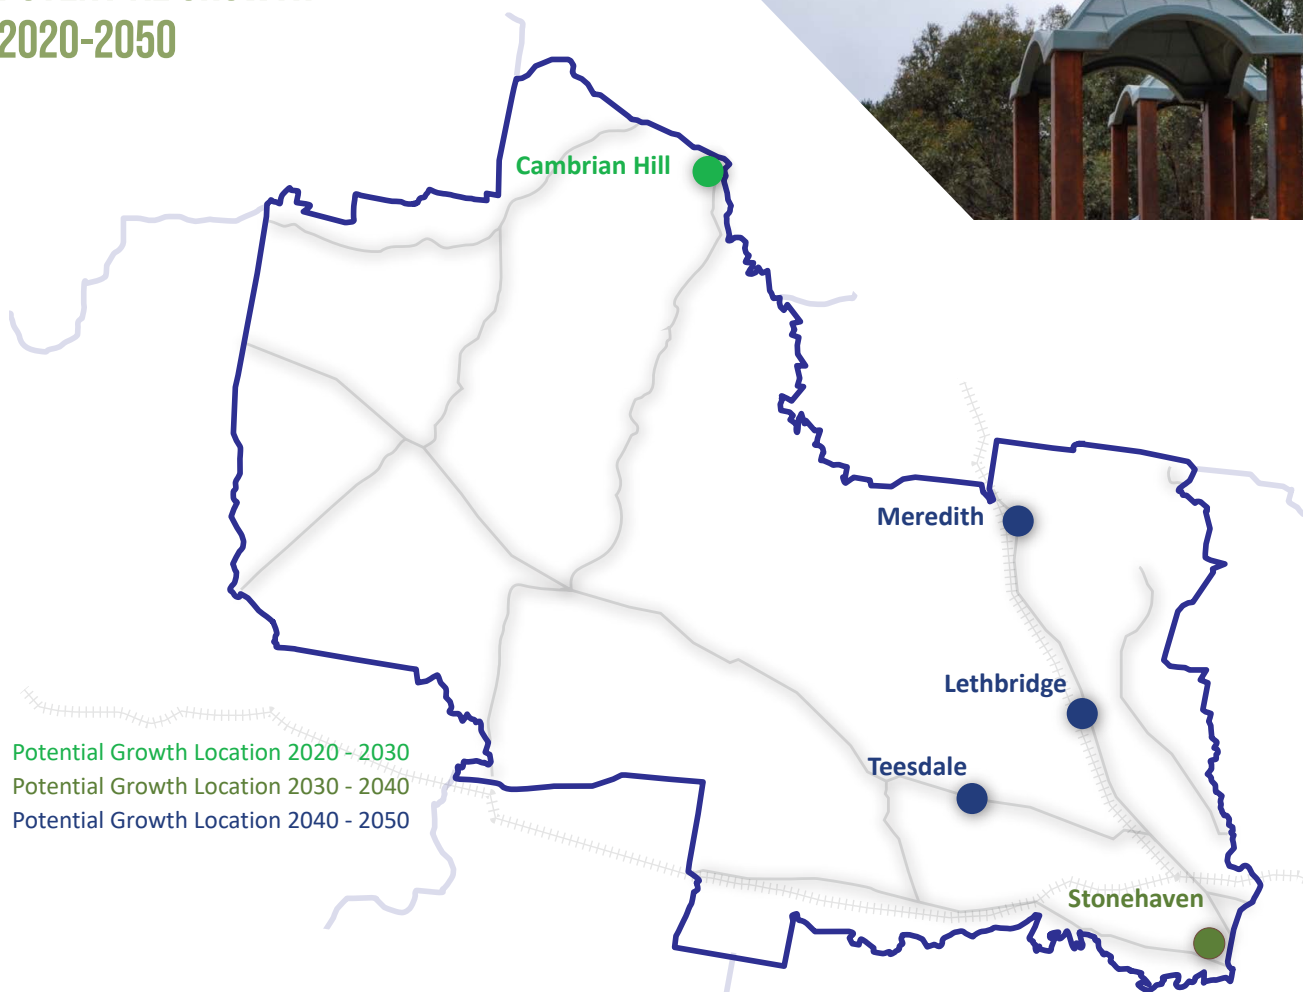 2020-2050
Cambrian Hill
Meredith
Lethbridge
Teesdale
Stonehaven
Potential Growth Location 2020 - 2030
Potential Growth Location 2030 - 2040
Potential Growth Location 2040 - 2050